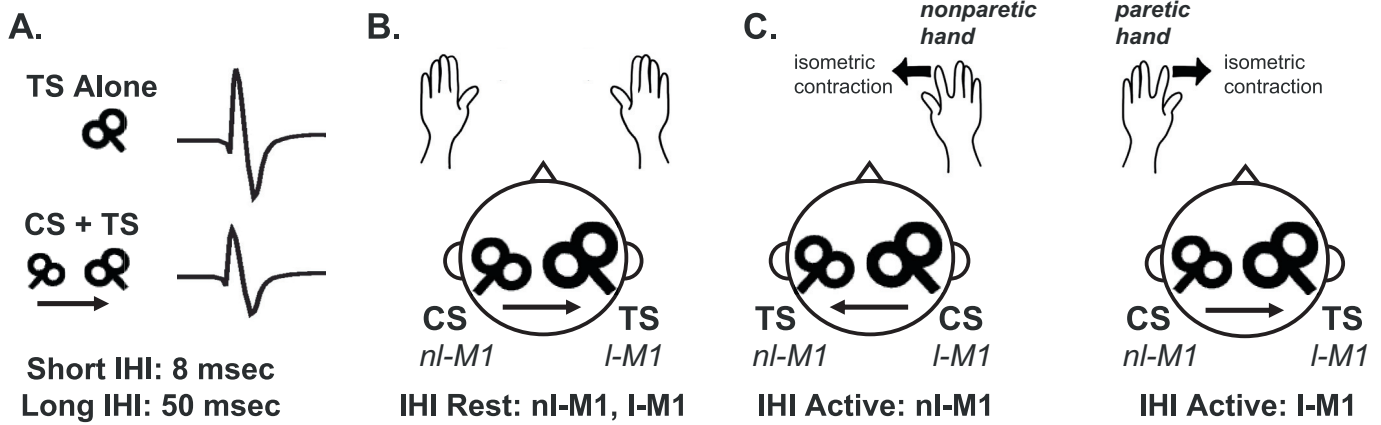 A.
TS Alone
CS + TS
Short IHI: 8 msec
Long IHI: 50 msec
B.
CS
TS
nl-M1
l-M1
IHI Rest: nl-M1, l-M1
C.
nonparetic
hand
isometric
contraction
TS
CS
nl-M1
l-M1
IHI Active: nl-M1
paretic
hand
isometric
contraction
CS
TS
nl-M1
l-M1
IHI Active: l-M1